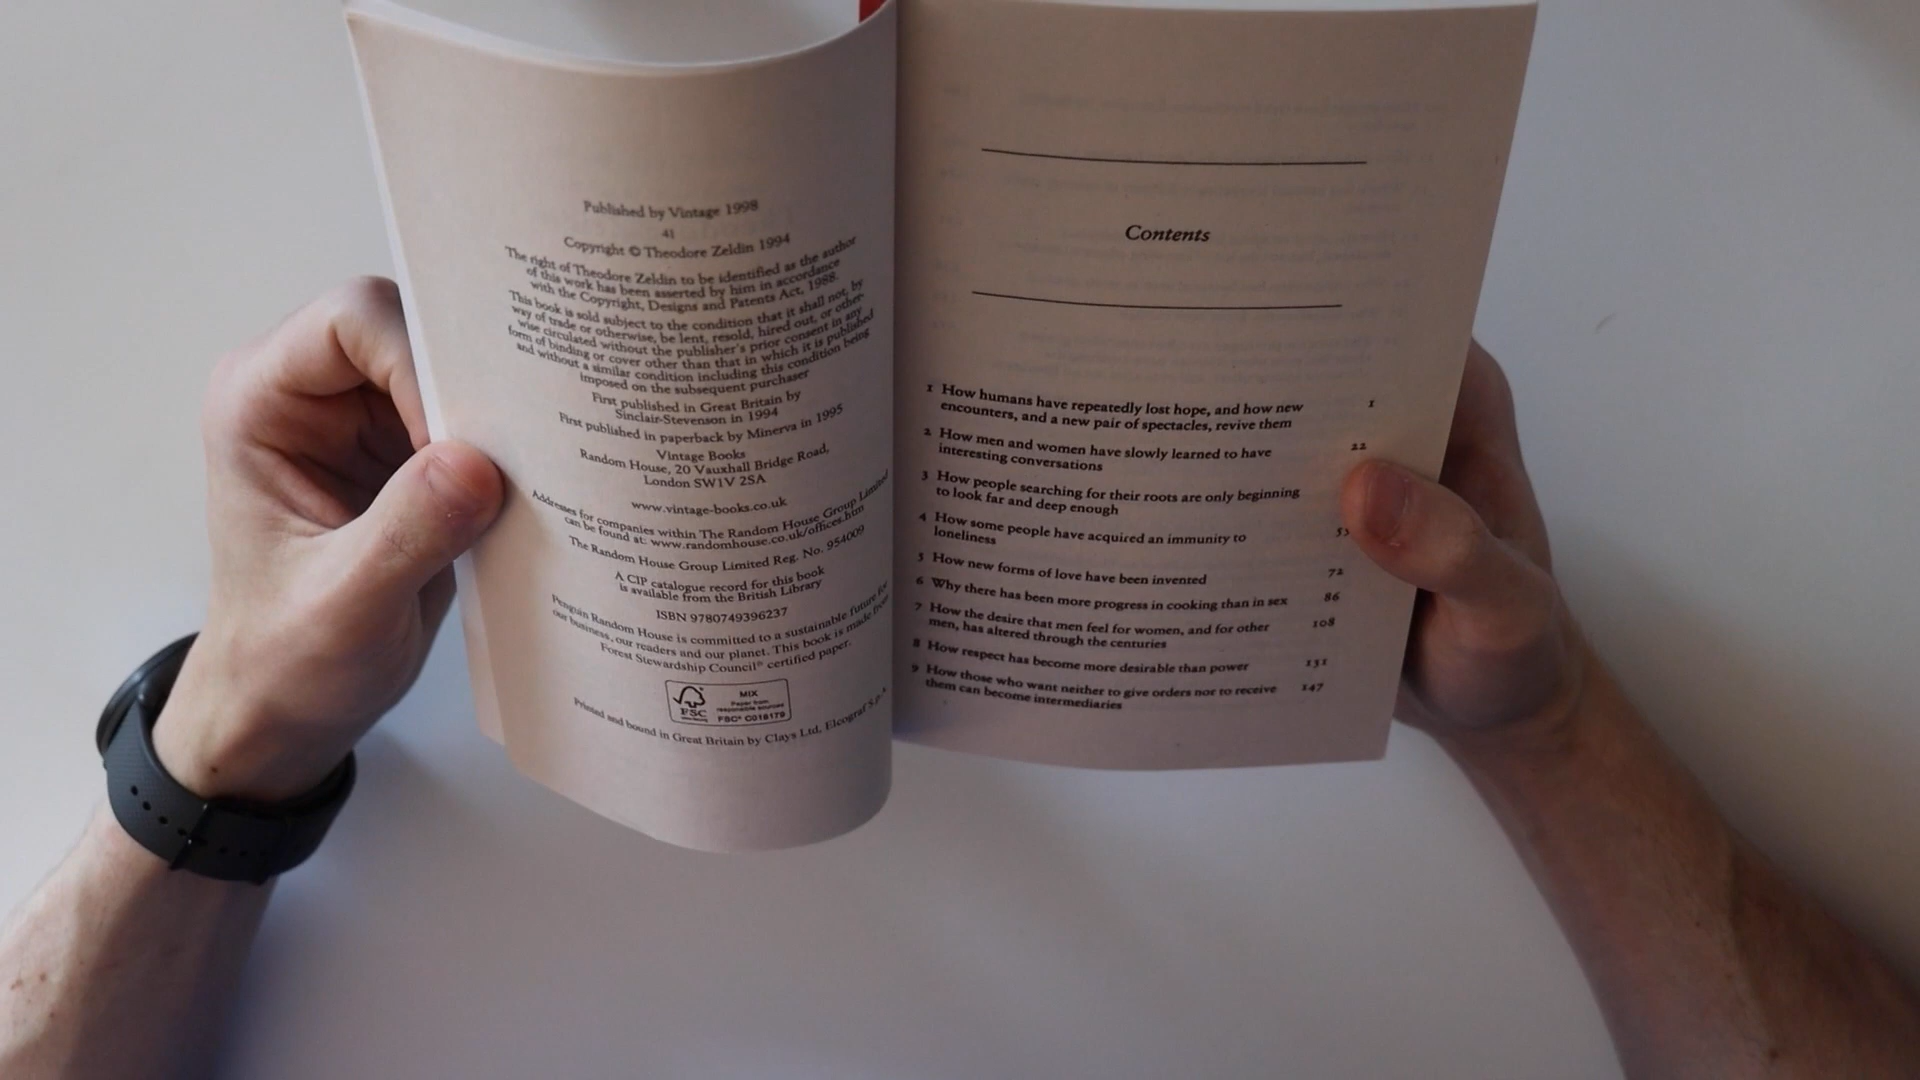 Published by Vintage 1998
41
Copyright © Theodore Zeldin 1994
The right of Theodore Zeldin to be identified as the author
of this work has been asserted by him in accordance
with the Copyright, Designs and Patents Act, 1988.
This book is sold subject to the condition that it shall not, by
way of trade or otherwise, be lent, resold, hired out, or other-
wise circulated without the publisher's prior consent in any
form of binding or cover other than that in which it is published
and without a similar condition including this condition being
imposed on the subsequent purchaser
First published in Great Britain by
Sinclair-Stevenson in 1994
First published in paperback by Minerva in 1995
Vintage Books
Random House, 20 Vauxhall Bridge Road,
London SW1V 2SA
www.vintage-books.co.uk
Addresses for companies within The Random House Group Limited
can be found at: www.randomhouse.co.uk/offices.htm
The Random House Group Limited Reg. No. 954009
A CIP catalogue record for this book
is available from the British Library
ISBN 9780749396237
Penguin Random House is committed to a sustainable future for
our business, our readers and our planet. This book is made from
Forest Stewardship Council® certified paper.
FSC
MIX
Paper from
responsible sources
FSC® C018179
Printed and bound in Great Britain by Clays Ltd, Elcograf S.p.A.
Contents
1 How humans have repeatedly lost hope, and how new 1
encounters, and a new pair of spectacles, revive them
2 How men and women have slowly learned to have 22
interesting conversations
3 How people searching for their roots are only beginning
to look far and deep enough
4 How some people have acquired an immunity to
loneliness
5 How new forms of love have been invented 72
6 Why there has been more progress in cooking than in sex 86
7 How the desire that men feel for women, and for other 108
men, has altered through the centuries
8 How respect has become more desirable than power 131
9 How those who want neither to give orders nor to receive 147
them can become intermediaries